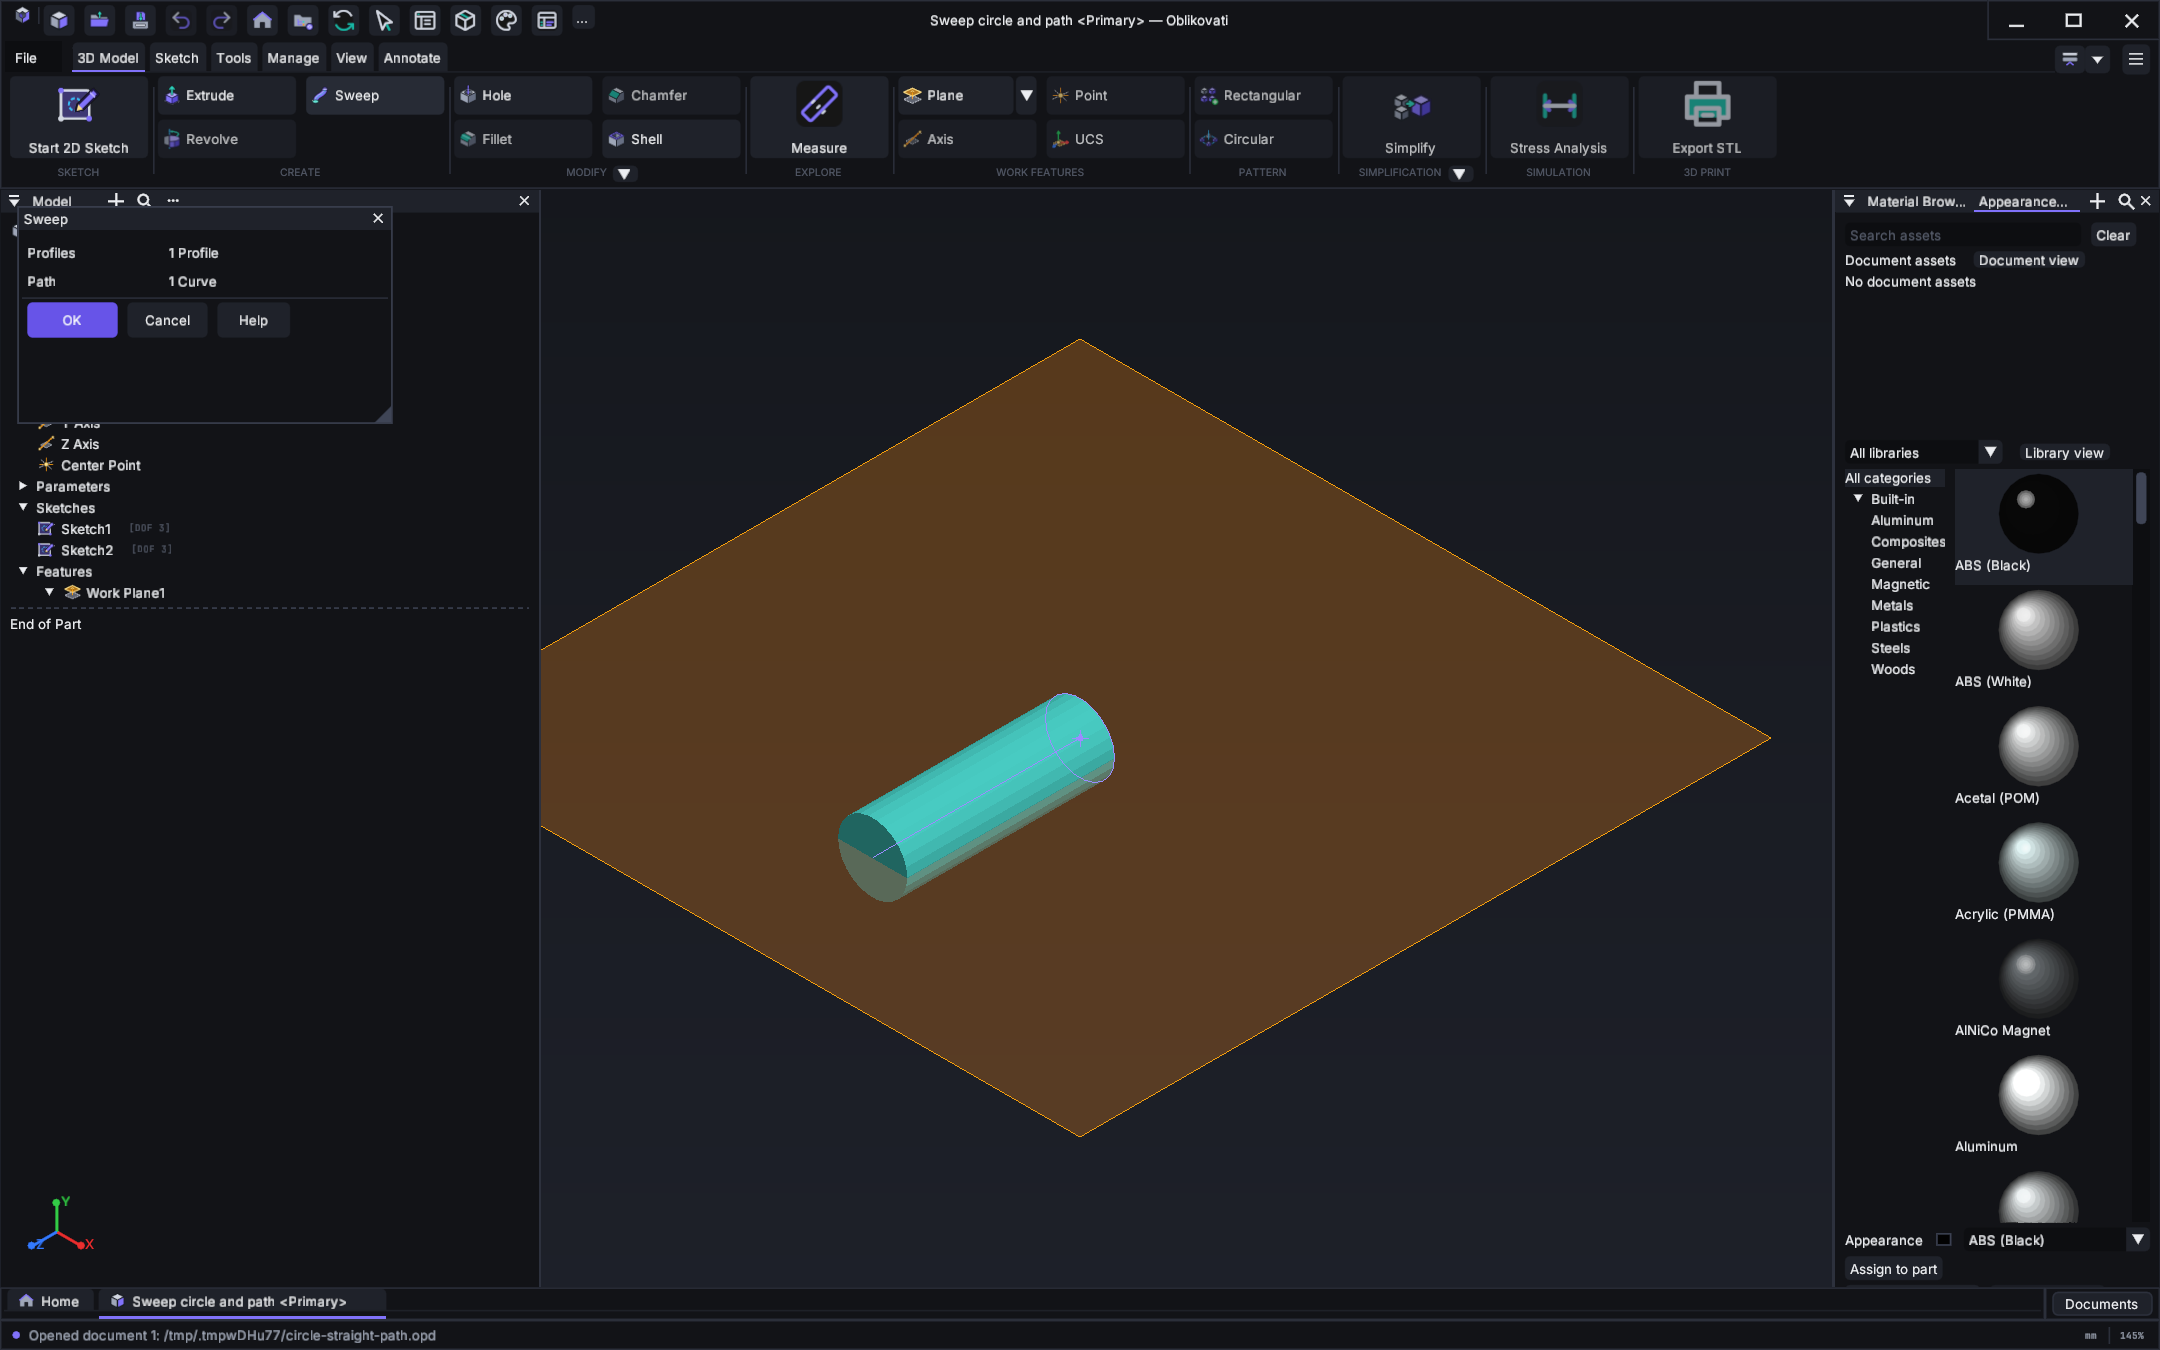 Sweep circle and path <Primary> — Oblikovati
File
3D Model
Sketch
Tools
Manage
View
Annotate
Start 2D Sketch
Extrude
Revolve
Sweep
Hole
Fillet
Chamfer
Shell
Measure
Plane
Axis
Point
UCS
Rectangular
Circular
Simplify
Stress Analysis
Export STL
SKETCH
CREATE
MODIFY
EXPLORE
WORK FEATURES
PATTERN
SIMPLIFICATION
SIMULATION
3D PRINT
Model
Sweep
Profiles 1 Profile
Path 1 Curve
OK Cancel Help
Y Axis
Z Axis
Center Point
Parameters
Sketches
Sketch1 [DOF 3]
Sketch2 [DOF 3]
Features
Work Plane1
End of Part
Y
Z
X
Material Brow... Appearance...
Search assets Clear
Document assets Document view
No document assets
All libraries Library view
All categories
Built-in
Aluminum
Composites
General
Magnetic
Metals
Plastics
Steels
Woods
ABS (Black)
ABS (White)
Acetal (POM)
Acrylic (PMMA)
AlNiCo Magnet
Aluminum
Appearance ABS (Black)
Assign to part
Home
Sweep circle and path <Primary>
Documents
Opened document 1: /tmp/.tmpwDHu77/circle-straight-path.opd
mm 145%